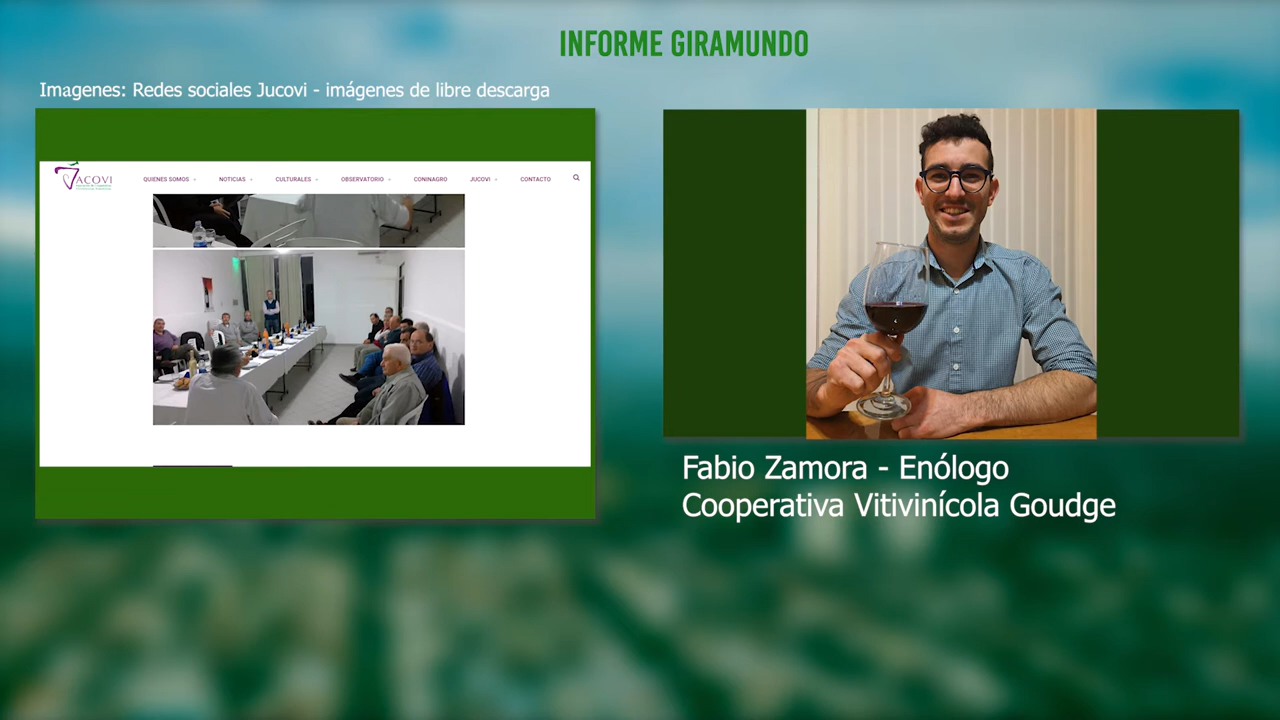 INFORME GIRAMUNDO
Imagenes: Redes sociales Jucovi - imágenes de libre descarga
ACOVI
QUIENES SOMOS
NOTICIAS
CULTURALES
OBSERVATORIO
CONINAGRO
JUCOVI
CONTACTO
Fabio Zamora - Enólogo
Cooperativa Vitivinícola Goudge